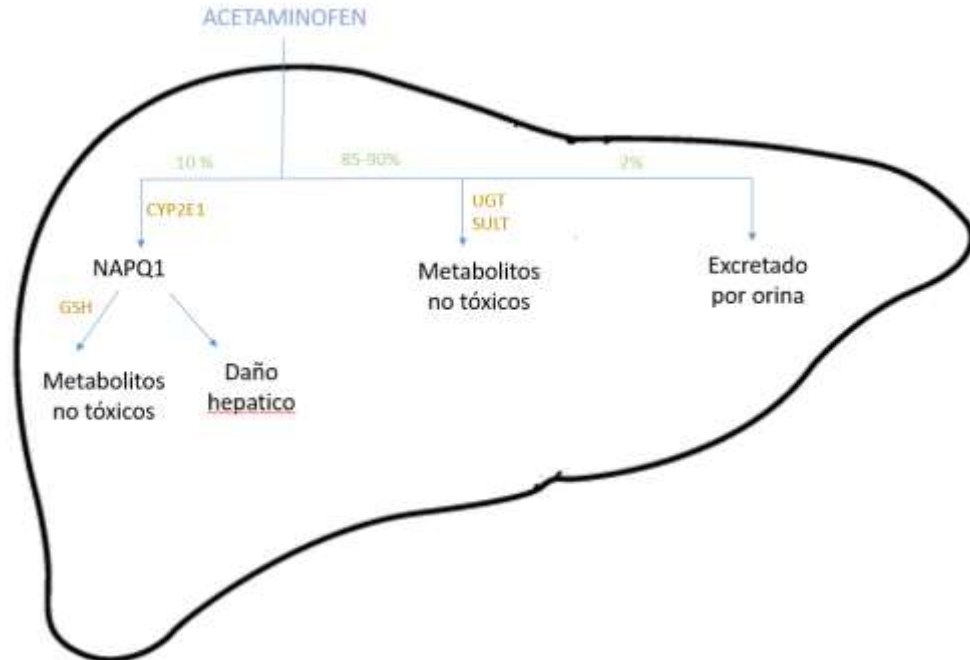 ACETAMINOFEN
10 %
85-90%
2%
CYP2E1
UGT
SULT
NAPQ1
Metabolitos
no tóxicos
Excretado
por orina
GSH
Metabolitos
no tóxicos
Daño
hepatico